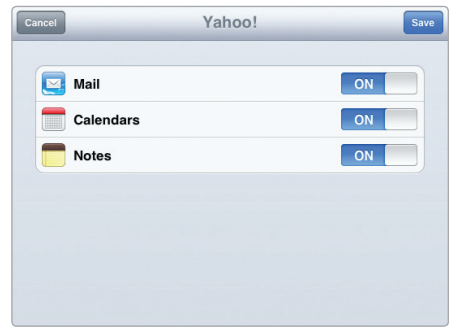 Cancel Yahoo! Save
Mail ON
Calendars ON
Notes ON